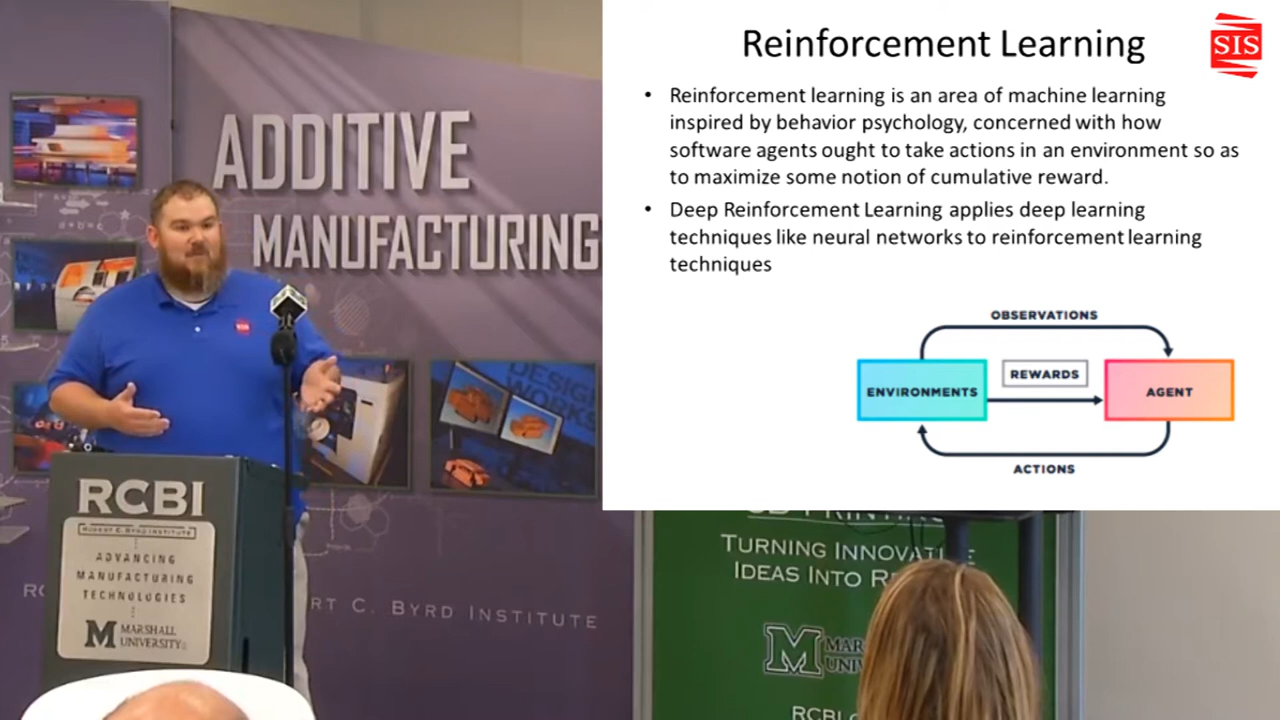 ADDITIVE
MANUFACTURING
RCBI
ROBERT C. BYRD INSTITUTE
ADVANCING
MANUFACTURING
TECHNOLOGIES
MARSHALL
UNIVERSITY
RT C. BYRD INSTITUTE
DESIGN
WORKS
Reinforcement Learning
SIS
• Reinforcement learning is an area of machine learning
inspired by behavior psychology, concerned with how
software agents ought to take actions in an environment so as
to maximize some notion of cumulative reward.
• Deep Reinforcement Learning applies deep learning
techniques like neural networks to reinforcement learning
techniques
OBSERVATIONS
ENVIRONMENTS
REWARDS
AGENT
ACTIONS
3D PRINTING
TURNING INNOVATI E
IDEAS INTO RE
MAR
UNIV
RCBI